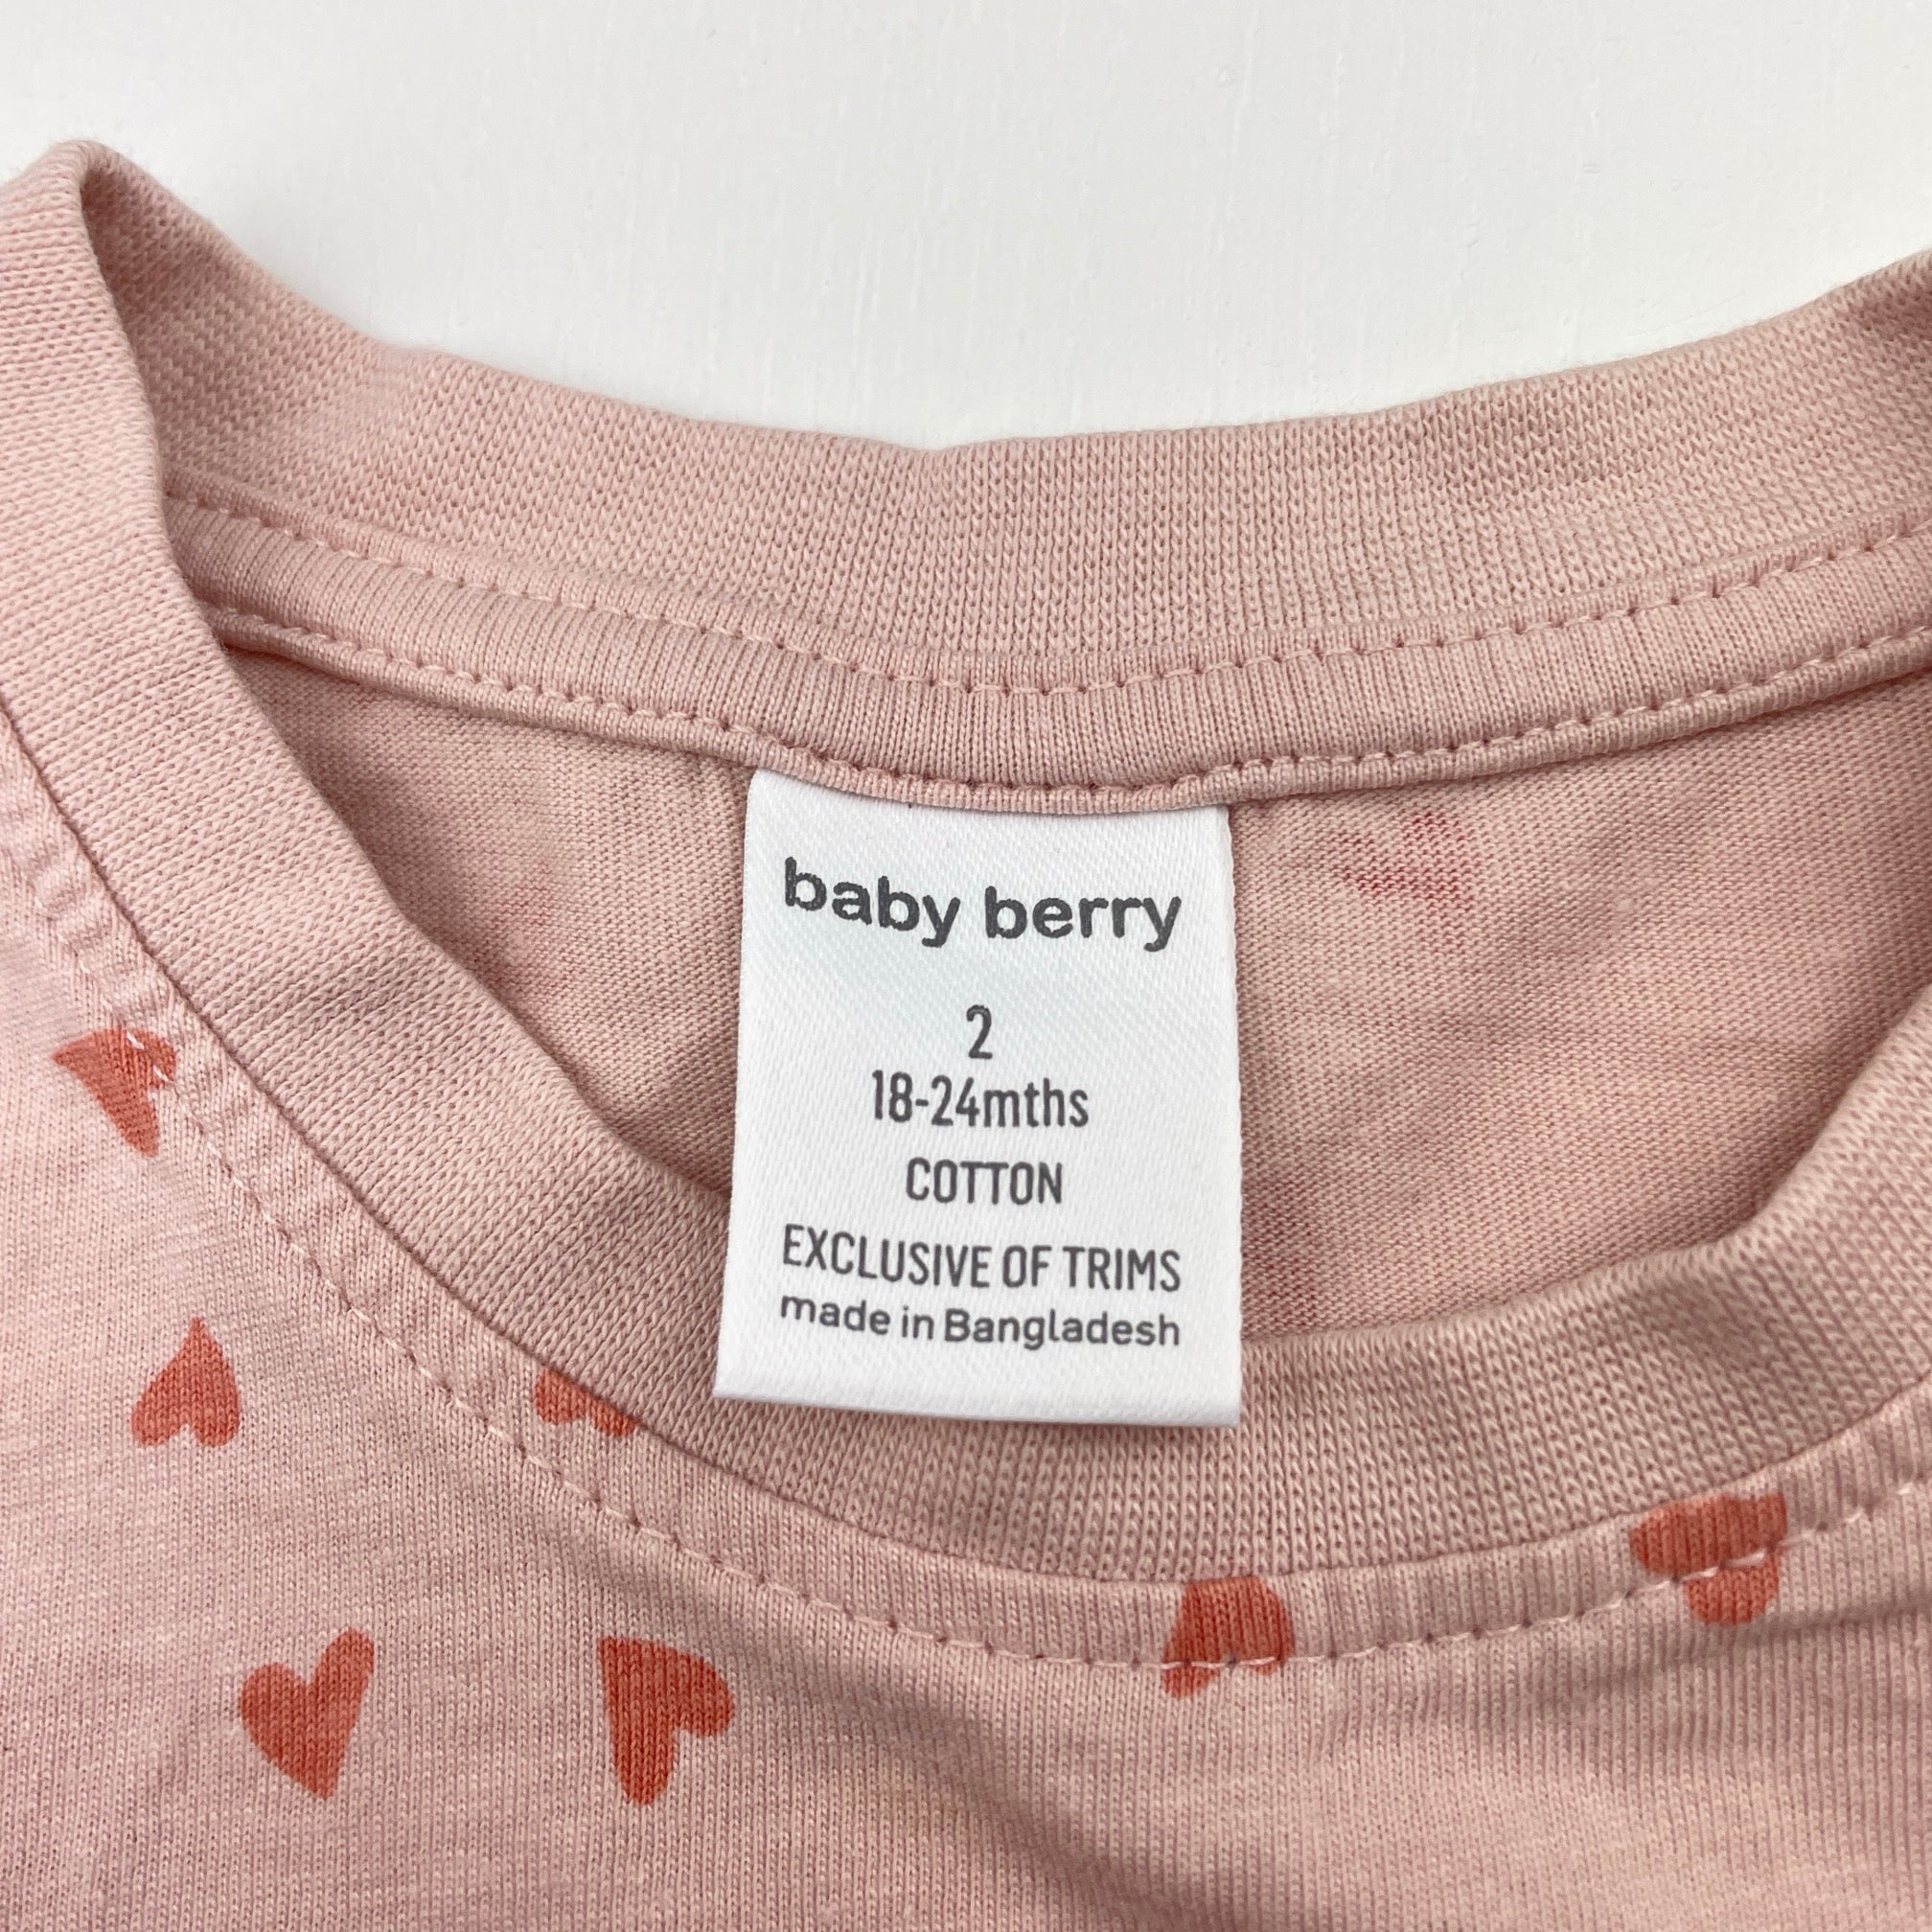 baby berry
2
18-24mths
COTTON
EXCLUSIVE OF TRIMS
made in Bangladesh